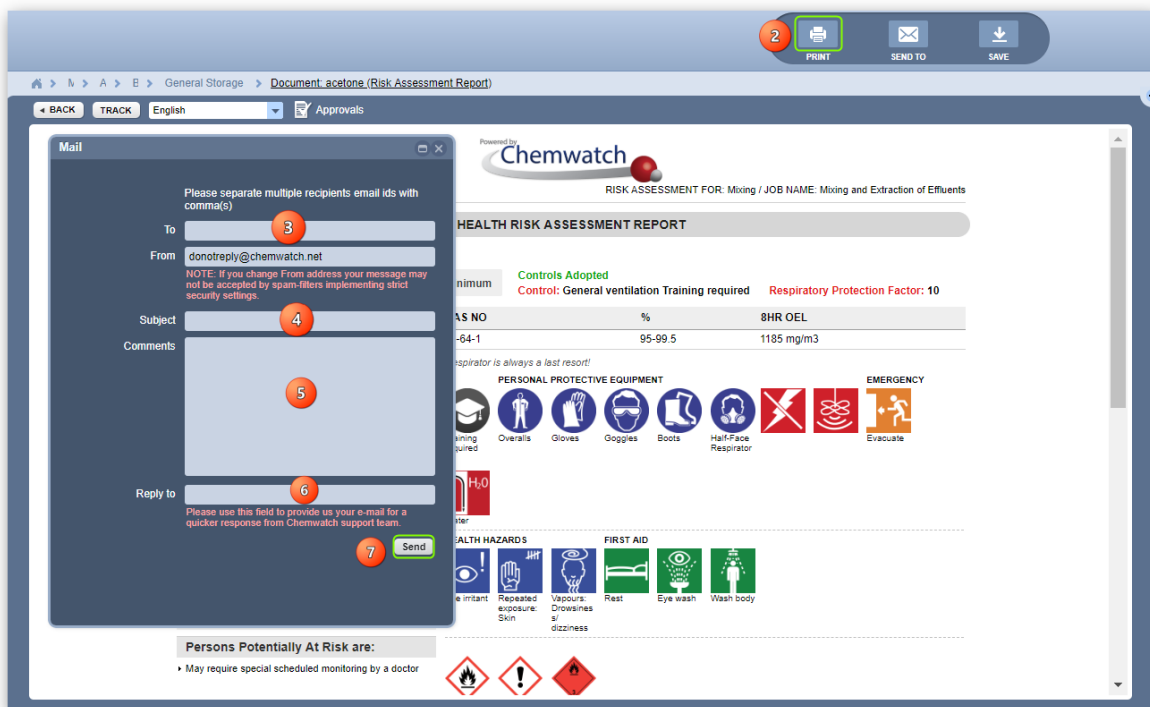 2
PRINT
SEND TO
SAVE
General Storage > Document: acetone (Risk Assessment Report)
BACK
TRACK
English
Approvals
Mail
Please separate multiple recipients email ids with
comma(s)
To
3
From
donotreply@chemwatch.net
NOTE: If you change From address your message may
not be accepted by spam-filters implementing strict
security settings.
Subject
4
Comments
5
Reply to
6
Please use this field to provide us your e-mail for a
quicker response from Chemwatch support team.
7
Send
Powered by
Chemwatch
RISK ASSESSMENT FOR: Mixing / JOB NAME: Mixing and Extraction of Effluents
HEALTH RISK ASSESSMENT REPORT
nimum
Controls Adopted
Control: General ventilation Training required Respiratory Protection Factor: 10
AS NO
%
8HR OEL
-64-1
95-99.5
1185 mg/m3
espirator is always a last resort!
PERSONAL PROTECTIVE EQUIPMENT
EMERGENCY
aining
quired
Overalls
Gloves
Goggles
Boots
Half-Face
Respirator
Evacuate
H₂0
ater
EALTH HAZARDS
FIRST AID
e irritant
Repeated
exposure:
Skin
Vapours:
Drowsines
s/
dizziness
Rest
Eye wash
Wash body
Persons Potentially At Risk are:
May require special scheduled monitoring by a doctor